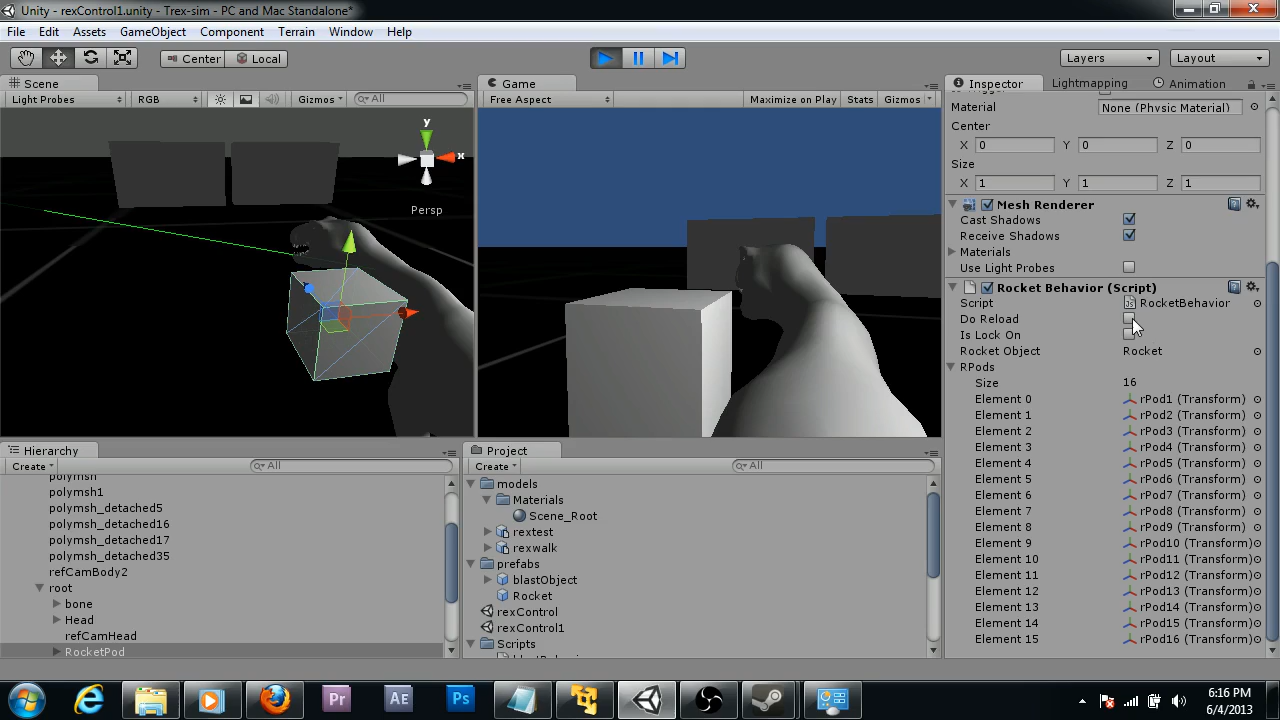 Unity - rexControl1.unity - Trex-sim - PC and Mac Standalone*
File Edit Assets GameObject Component Terrain Window Help
Center Local Layers Layout
Scene
Light Probes RGB Gizmos All
y
x
Persp
Game
Free Aspect Maximize on Play Stats Gizmos
Inspector Lightmapping Animation
Material None (Physic Material)
Center
X 0 Y 0 Z 0
Size
X 1 Y 1 Z 1
Mesh Renderer
Cast Shadows
Receive Shadows
Materials
Use Light Probes
Rocket Behavior (Script)
Script RocketBehavior
Do Reload
Is Lock On
Rocket Object Rocket
RPods
Size 16
Element 0 rPod1 (Transform)
Element 1 rPod2 (Transform)
Element 2 rPod3 (Transform)
Element 3 rPod4 (Transform)
Element 4 rPod5 (Transform)
Element 5 rPod6 (Transform)
Element 6 rPod7 (Transform)
Element 7 rPod8 (Transform)
Element 8 rPod9 (Transform)
Element 9 rPod10 (Transform)
Element 10 rPod11 (Transform)
Element 11 rPod12 (Transform)
Element 12 rPod13 (Transform)
Element 13 rPod14 (Transform)
Element 14 rPod15 (Transform)
Element 15 rPod16 (Transform)
Hierarchy
Create All
polymsh
polymsh1
polymsh_detached5
polymsh_detached16
polymsh_detached17
polymsh_detached35
refCamBody2
root
bone
Head
refCamHead
RocketPod
Project
Create All
models
Materials
Scene_Root
rextest
rexwalk
prefabs
blastObject
Rocket
rexControl
rexControl1
Scripts
Pr Ae Ps
6:16 PM
6/4/2013